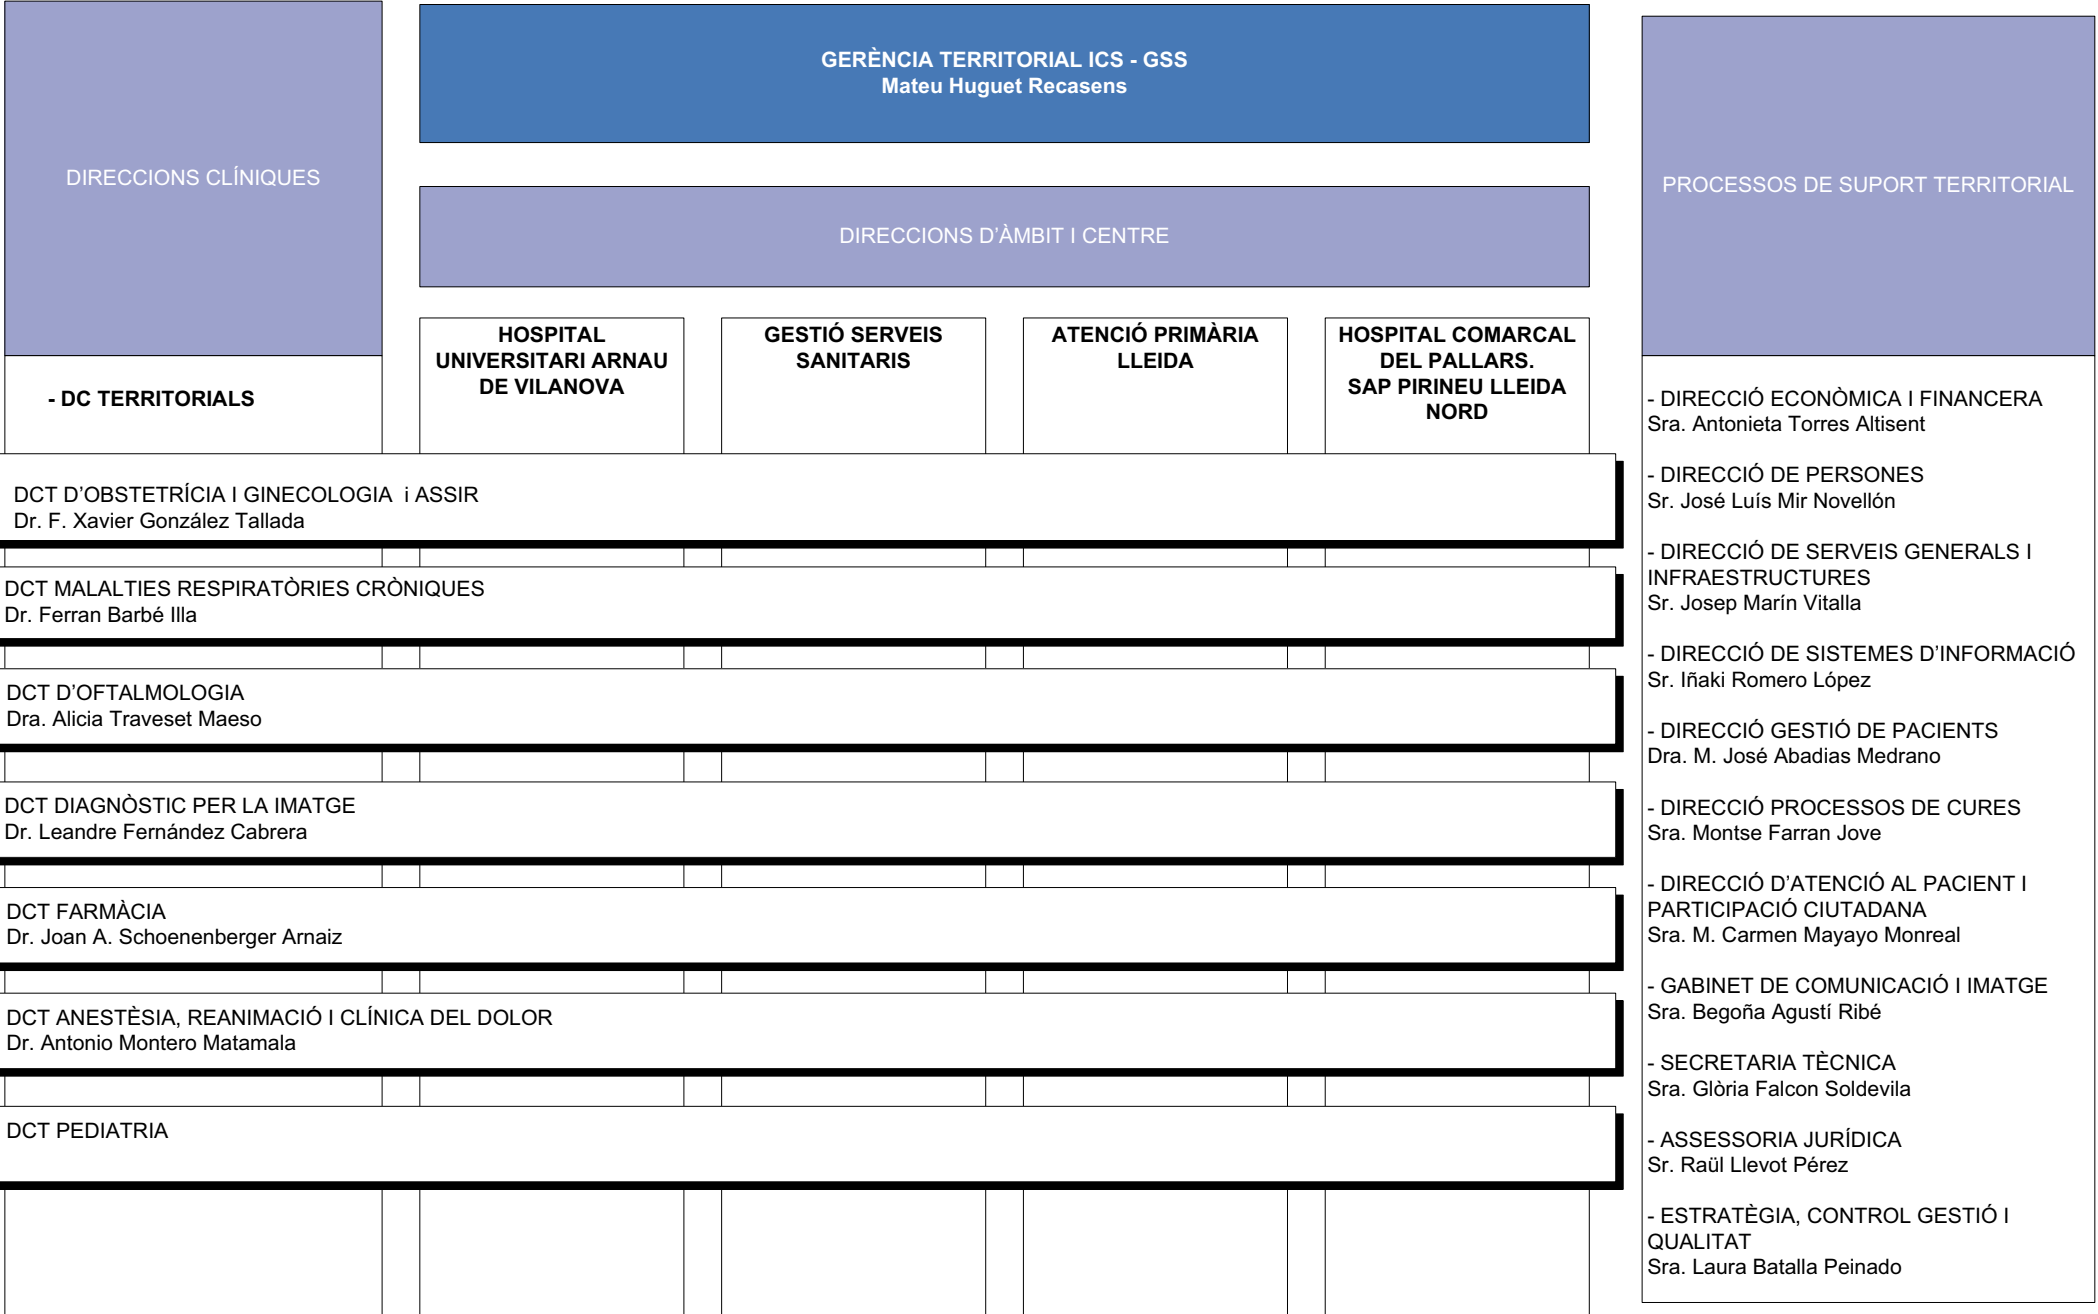 DIRECCIONS CLÍNIQUES
- DC TERRITORIALS
GERÈNCIA TERRITORIAL ICS - GSS
Mateu Huguet Recasens
DIRECCIONS D'ÀMBIT I CENTRE
HOSPITAL
UNIVERSITARI ARNAU
DE VILANOVA
GESTIÓ SERVEIS
SANITARIS
ATENCIÓ PRIMÀRIA
LLEIDA
HOSPITAL COMARCAL
DEL PALLARS.
SAP PIRINEU LLEIDA
NORD
DCT D'OBSTETRÍCIA I GINECOLOGIA  i ASSIR
Dr. F. Xavier González Tallada
DCT MALALTIES RESPIRATÒRIES CRÒNIQUES
Dr. Ferran Barbé Illa
DCT D'OFTALMOLOGIA
Dra. Alicia Traveset Maeso
DCT DIAGNÒSTIC PER LA IMATGE
Dr. Leandre Fernández Cabrera
DCT FARMÀCIA
Dr. Joan A. Schoenenberger Arnaiz
DCT ANESTÈSIA, REANIMACIÓ I CLÍNICA DEL DOLOR
Dr. Antonio Montero Matamala
DCT PEDIATRIA
PROCESSOS DE SUPORT TERRITORIAL
- DIRECCIÓ ECONÒMICA I FINANCERA
Sra. Antonieta Torres Altisent
- DIRECCIÓ DE PERSONES
Sr. José Luís Mir Novellón
- DIRECCIÓ DE SERVEIS GENERALS I
INFRAESTRUCTURES
Sr. Josep Marín Vitalla
- DIRECCIÓ DE SISTEMES D'INFORMACIÓ
Sr. Iñaki Romero López
- DIRECCIÓ GESTIÓ DE PACIENTS
Dra. M. José Abadias Medrano
- DIRECCIÓ PROCESSOS DE CURES
Sra. Montse Farran Jove
- DIRECCIÓ D'ATENCIÓ AL PACIENT I
PARTICIPACIÓ CIUTADANA
Sra. M. Carmen Mayayo Monreal
- GABINET DE COMUNICACIÓ I IMATGE
Sra. Begoña Agustí Ribé
- SECRETARIA TÈCNICA
Sra. Glòria Falcon Soldevila
- ASSESSORIA JURÍDICA
Sr. Raül Llevot Pérez
- ESTRATÈGIA, CONTROL GESTIÓ I
QUALITAT
Sra. Laura Batalla Peinado